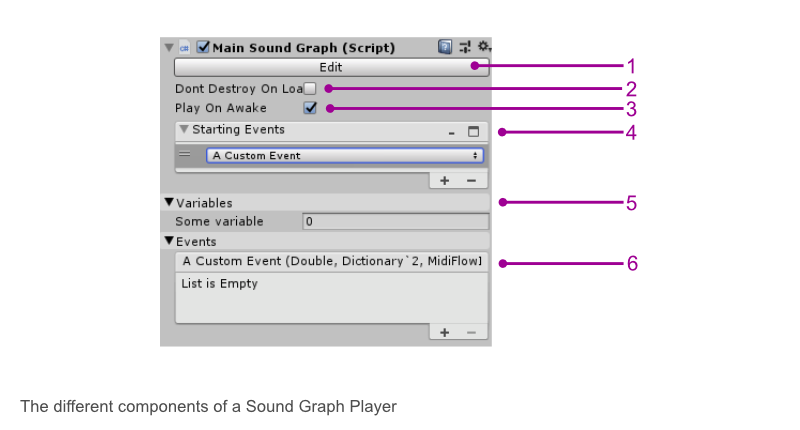 Main Sound Graph (Script)
Edit
1
Dont Destroy On Loa
2
Play On Awake
3
Starting Events
4
A Custom Event
Variables
5
Some variable
0
Events
A Custom Event (Double, Dictionary`2, MidiFlow]
6
List is Empty
The different components of a Sound Graph Player